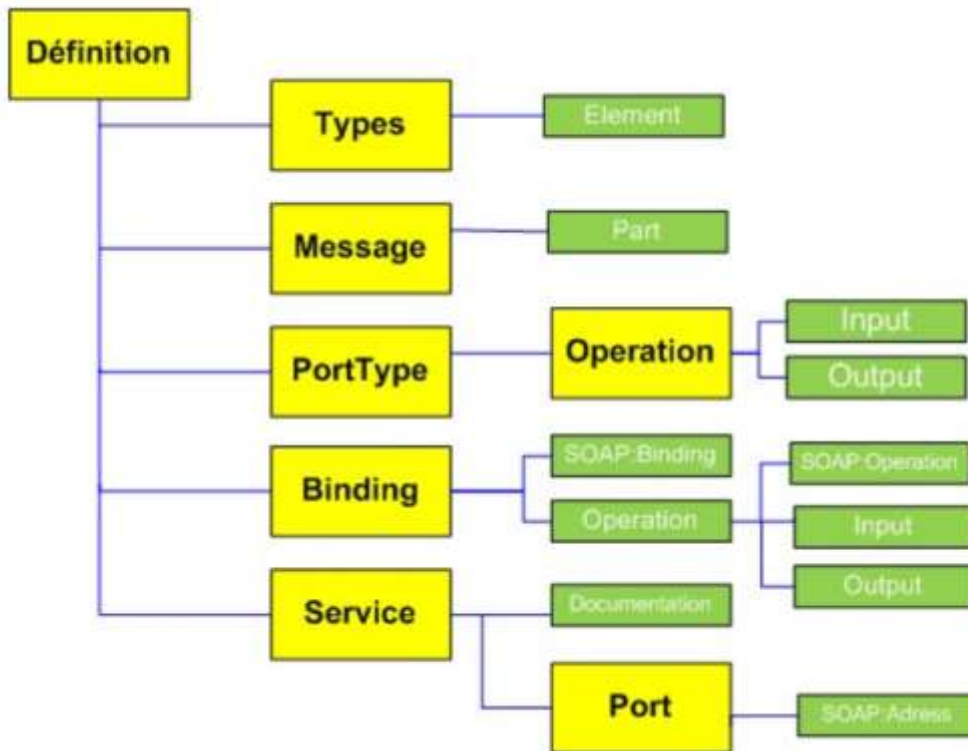 Définition
Types
Element
Message
Part
PortType
Operation
Input
Output
Binding
SOAP:Binding
Operation
SOAP:Operation
Input
Output
Service
Documentation
Port
SOAP:Adress